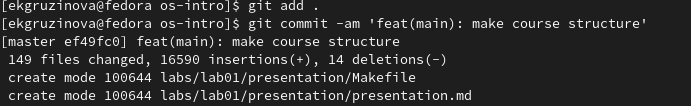 [ekgruzinova@fedora os-intro]$ git add .
[ekgruzinova@fedora os-intro]$ git commit -am 'feat(main): make course structure'
[master ef49fc0] feat(main): make course structure
 149 files changed, 16590 insertions(+), 14 deletions(-)
 create mode 100644 labs/lab01/presentation/Makefile
 create mode 100644 labs/lab01/presentation/presentation.md